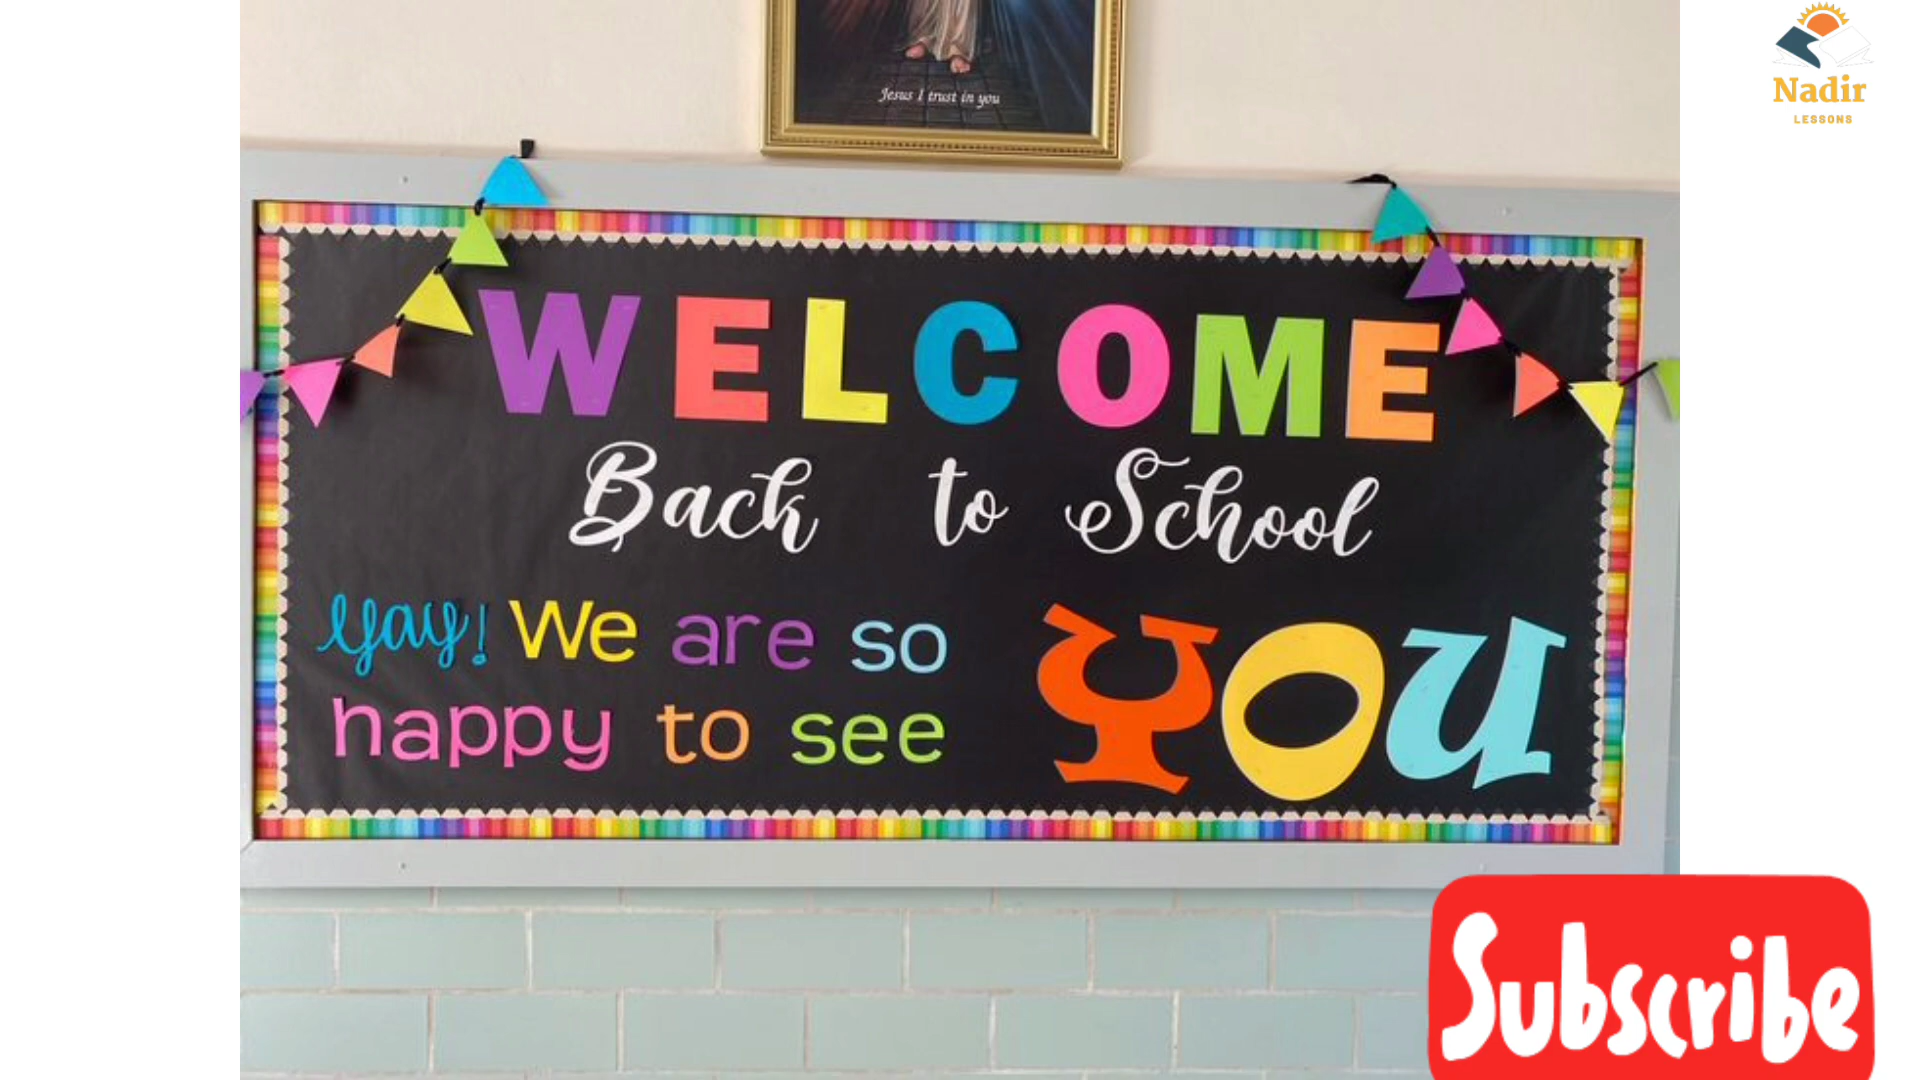 Jesus I trust in you
Nadir
LESSONS
WELCOME
Back to School
Yay! We are so
happy to see
YOU
Subscribe